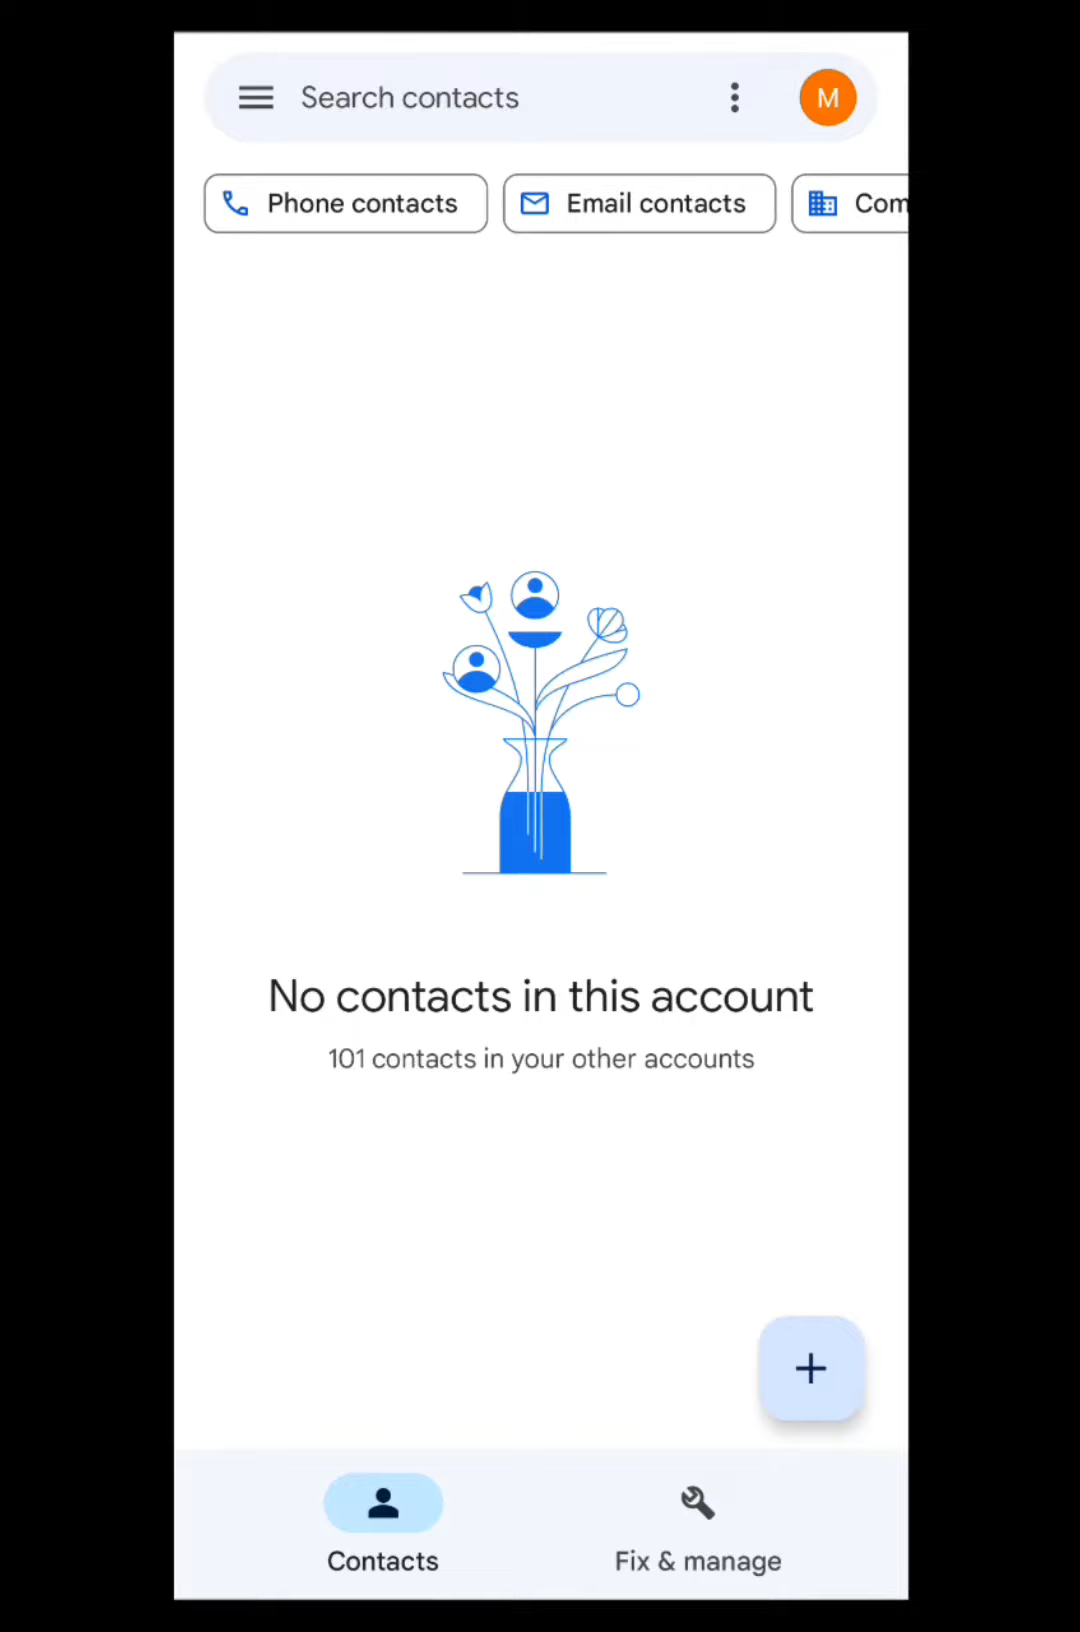 Search contacts
M
Phone contacts
Email contacts
Com
No contacts in this account
101 contacts in your other accounts
Contacts
Fix & manage